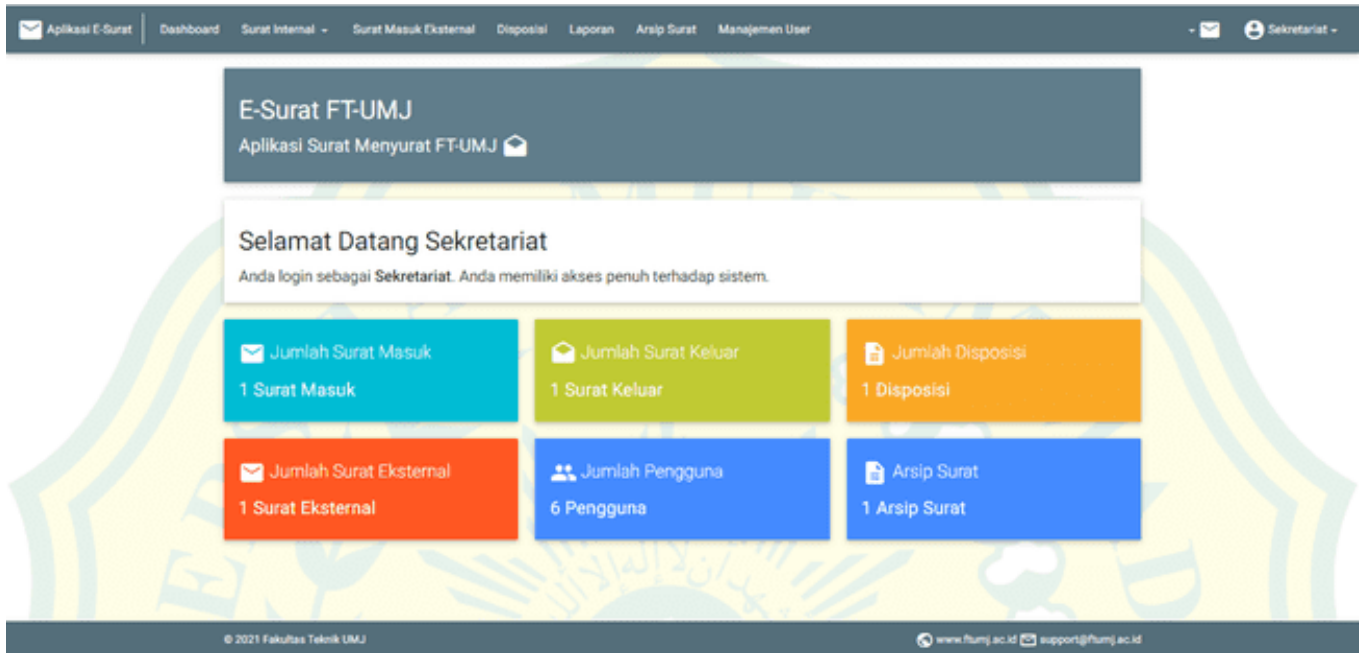 Aplikasi E-Surat Dashboard Surat Internal Surat Masuk Eksternal Disposisi Laporan Arsip Surat Manajemen User Sekretariat
E-Surat FT-UMJ
Aplikasi Surat Menyurat FT-UMJ
Selamat Datang Sekretariat
Anda login sebagai Sekretariat. Anda memiliki akses penuh terhadap sistem.
Jumlah Surat Masuk
1 Surat Masuk
Jumlah Surat Keluar
1 Surat Keluar
Jumlah Disposisi
1 Disposisi
Jumlah Surat Eksternal
1 Surat Eksternal
Jumlah Pengguna
6 Pengguna
Arsip Surat
1 Arsip Surat
© 2021 Fakultas Teknik UMJ www.ftumj.ac.id support@ftumj.ac.id